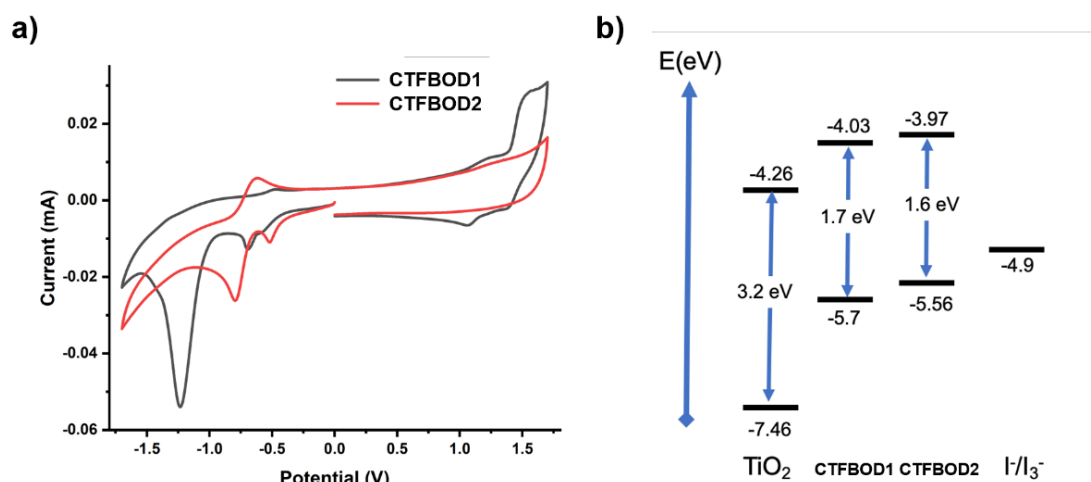 a)
CTFBOD1
CTFBOD2
0.02
0.00
-0.02
-0.04
-0.06
Current (mA)
-1.5 -1.0 -0.5 0.0 0.5 1.0 1.5
Potential (V)
b)
E(eV)
-4.26
3.2 eV
-7.46
-4.03
1.7 eV
-5.7
-3.97
1.6 eV
-5.56
-4.9
TiO₂ CTFBOD1 CTFBOD2 I⁻/I₃⁻